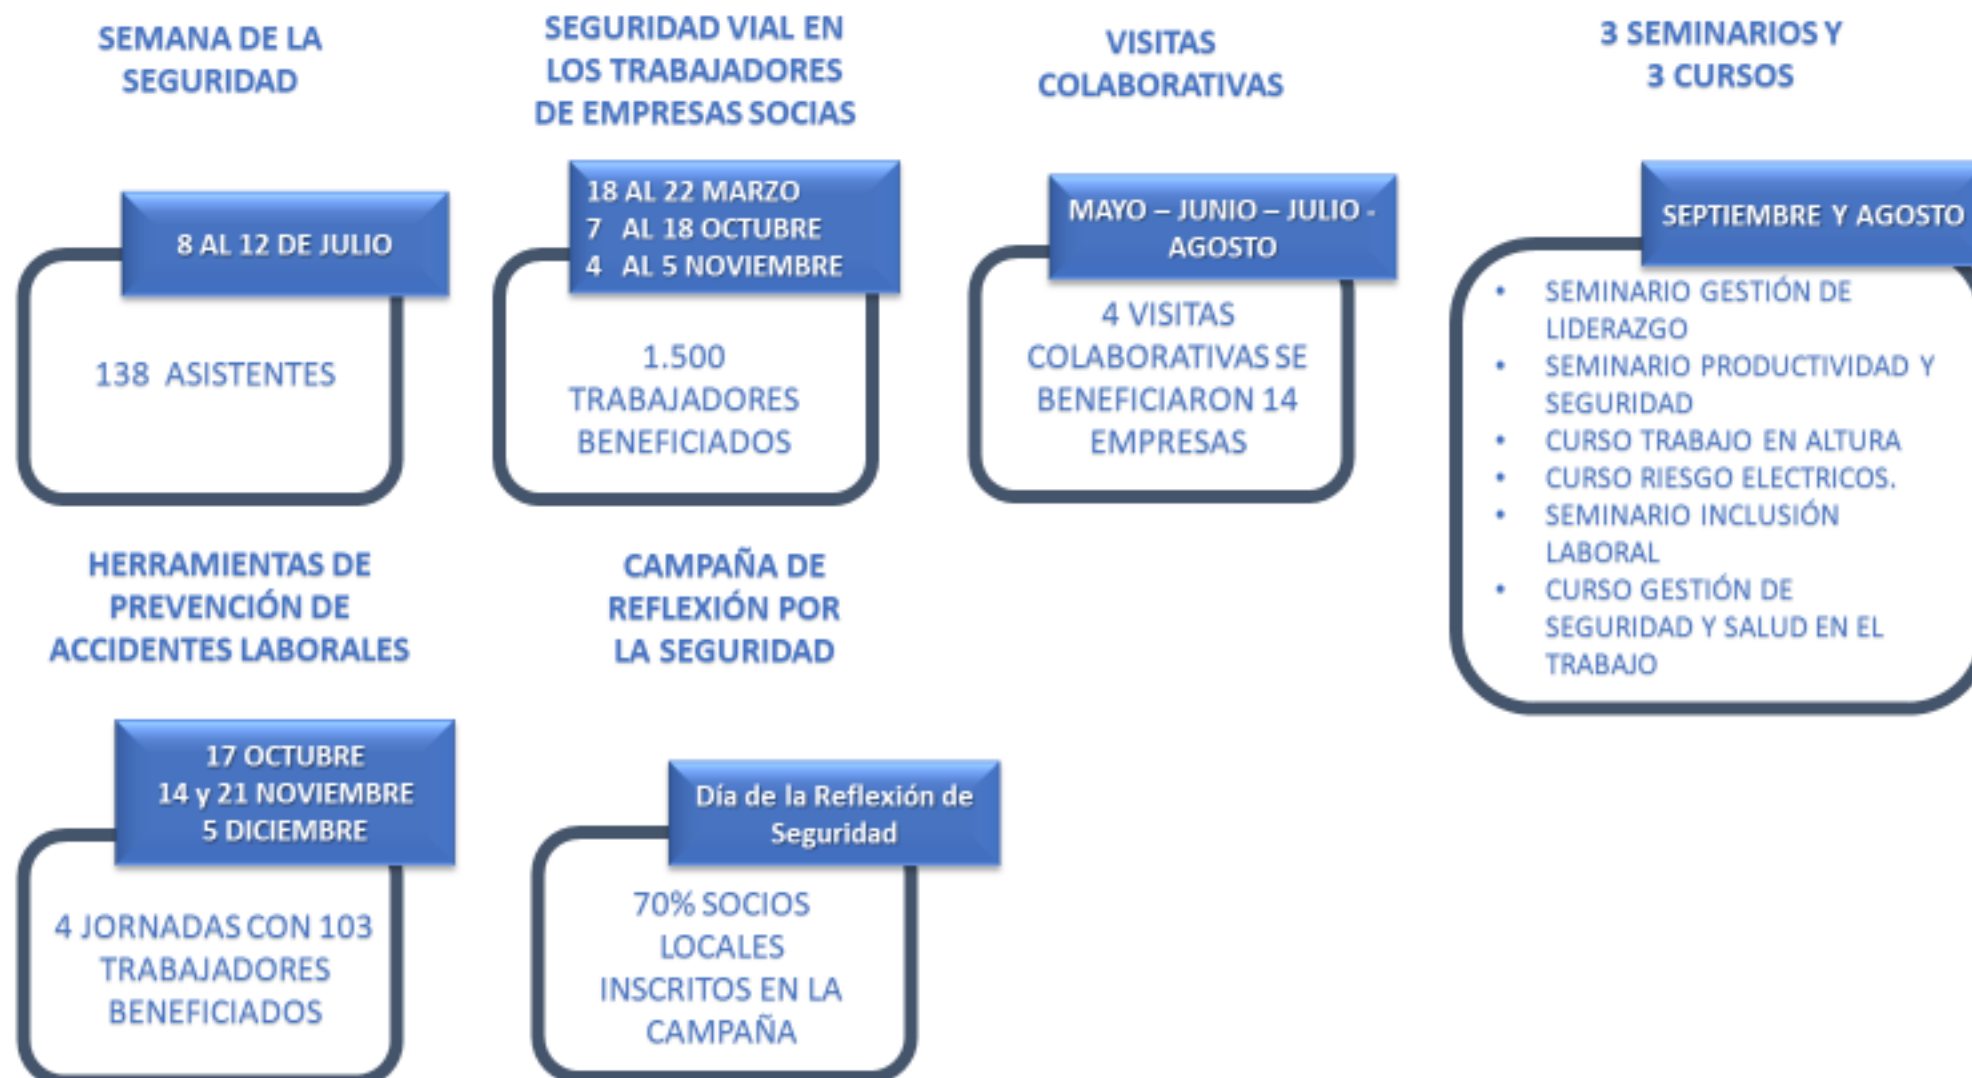 SEMANA DE LA
SEGURIDAD
8 AL 12 DE JULIO
138 ASISTENTES
SEGURIDAD VIAL EN
LOS TRABAJADORES
DE EMPRESAS SOCIAS
18 AL 22 MARZO
7 AL 18 OCTUBRE
4 AL 5 NOVIEMBRE
1.500
TRABAJADORES
BENEFICIADOS
VISITAS
COLABORATIVAS
MAYO – JUNIO – JULIO -
AGOSTO
4 VISITAS
COLABORATIVAS SE
BENEFICIARON 14
EMPRESAS
3 SEMINARIOS Y
3 CURSOS
SEPTIEMBRE Y AGOSTO
• SEMINARIO GESTIÓN DE
LIDERAZGO
• SEMINARIO PRODUCTIVIDAD Y
SEGURIDAD
• CURSO TRABAJO EN ALTURA
• CURSO RIESGO ELECTRICOS.
• SEMINARIO INCLUSIÓN
LABORAL
• CURSO GESTIÓN DE
SEGURIDAD Y SALUD EN EL
TRABAJO
HERRAMIENTAS DE
PREVENCIÓN DE
ACCIDENTES LABORALES
17 OCTUBRE
14 y 21 NOVIEMBRE
5 DICIEMBRE
4 JORNADAS CON 103
TRABAJADORES
BENEFICIADOS
CAMPAÑA DE
REFLEXIÓN POR
LA SEGURIDAD
Día de la Reflexión de
Seguridad
70% SOCIOS
LOCALES
INSCRITOS EN LA
CAMPAÑA